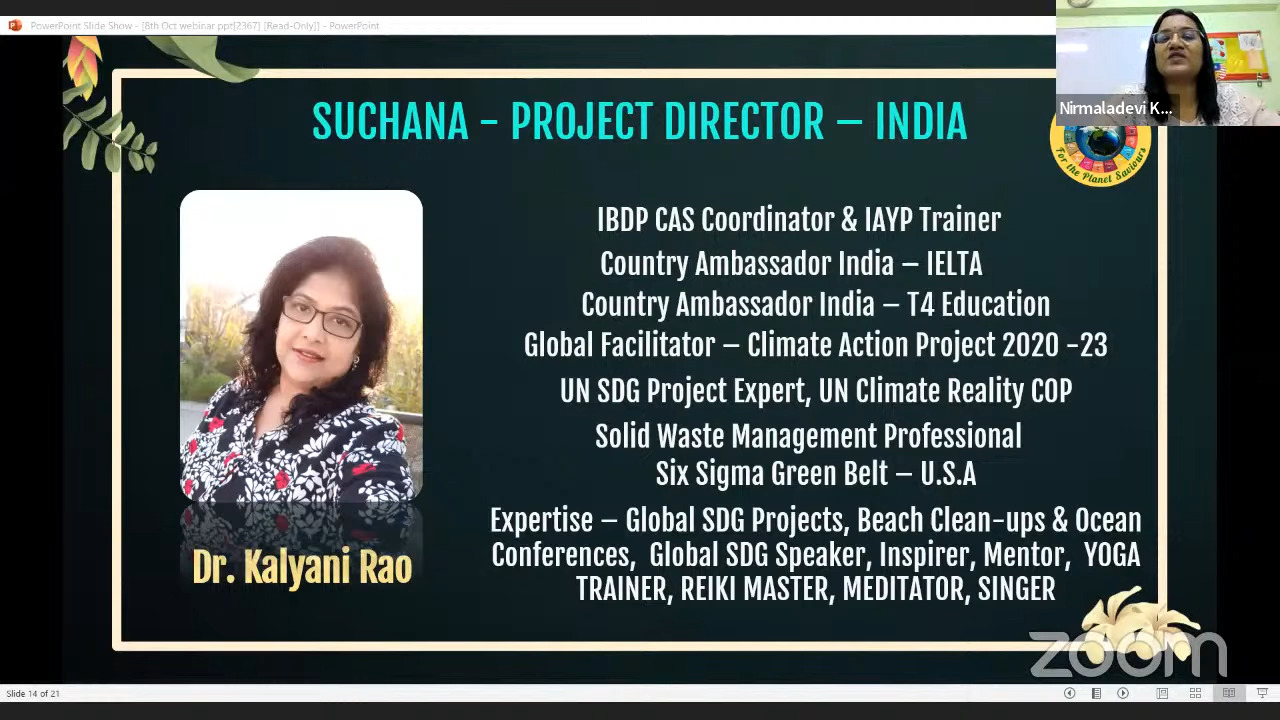 PowerPoint Slide Show - [8th Oct webinar ppt[2367] [Read-Only]] - PowerPoint
Nirmaladevi K...
SUCHANA - PROJECT DIRECTOR – INDIA
For the Planet Saviours
IBDP CAS Coordinator & IAYP Trainer
Country Ambassador India – IELTA
Country Ambassador India – T4 Education
Global Facilitator – Climate Action Project 2020 -23
UN SDG Project Expert, UN Climate Reality COP
Solid Waste Management Professional
Six Sigma Green Belt – U.S.A
Expertise – Global SDG Projects, Beach Clean-ups & Ocean
Conferences, Global SDG Speaker, Inspirer, Mentor, YOGA
TRAINER, REIKI MASTER, MEDITATOR, SINGER
Dr. Kalyani Rao
zoom
Slide 14 of 21